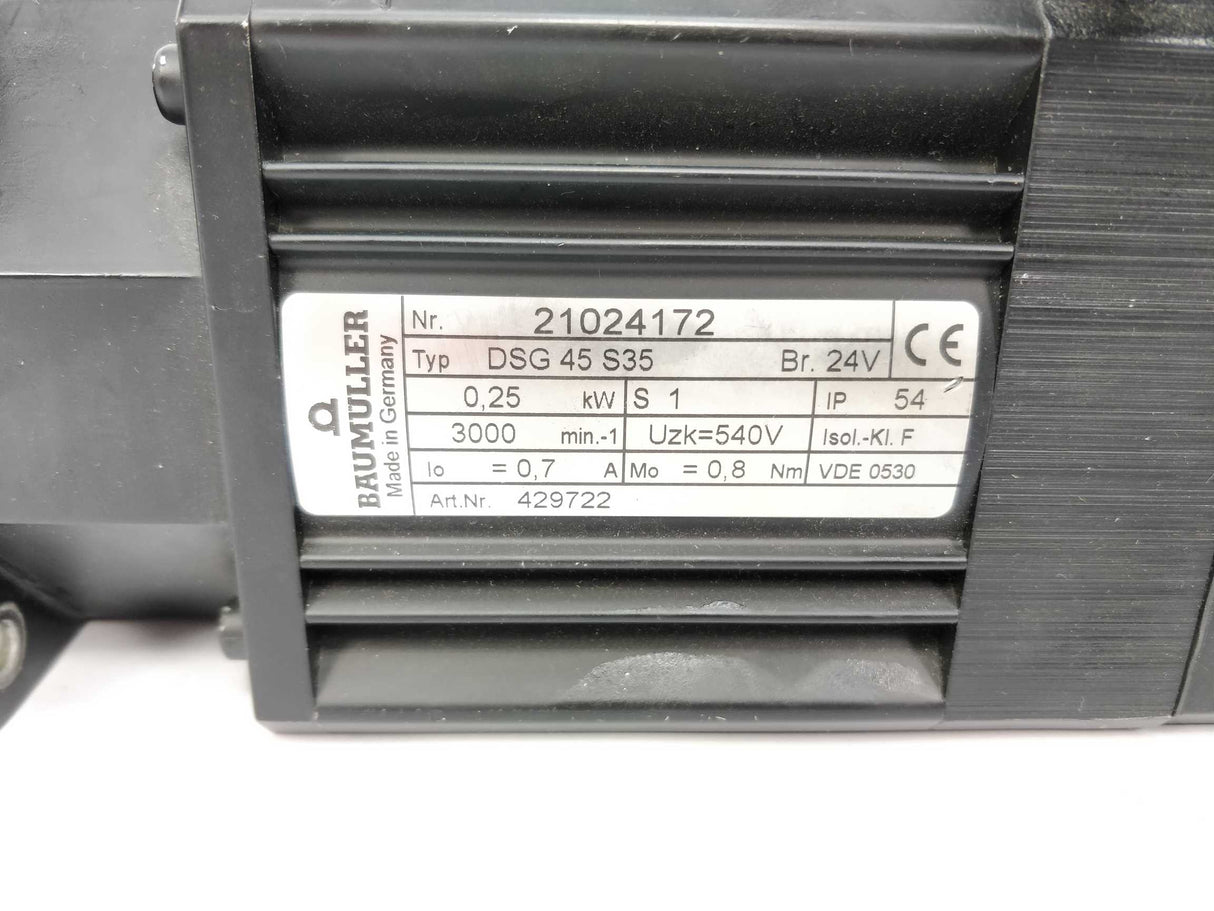 BAUMULLER
Made in Germany
Nr. 21024172
Typ DSG 45 S35 Br. 24V
CE
0,25 kW S 1 IP 54
3000 min.-1 Uzk=540V Isol.-Kl. F
Io = 0,7 A Mo = 0,8 Nm VDE 0530
Art.Nr. 429722